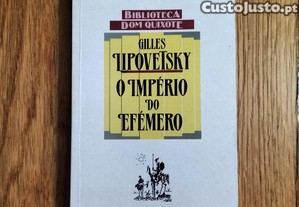 CustoJusto.pt
BIBLIOTECA
DOM QUIXOTE
GILLES
LIPOVETSKY
O IMPÉRIO
DO
EFÉMERO